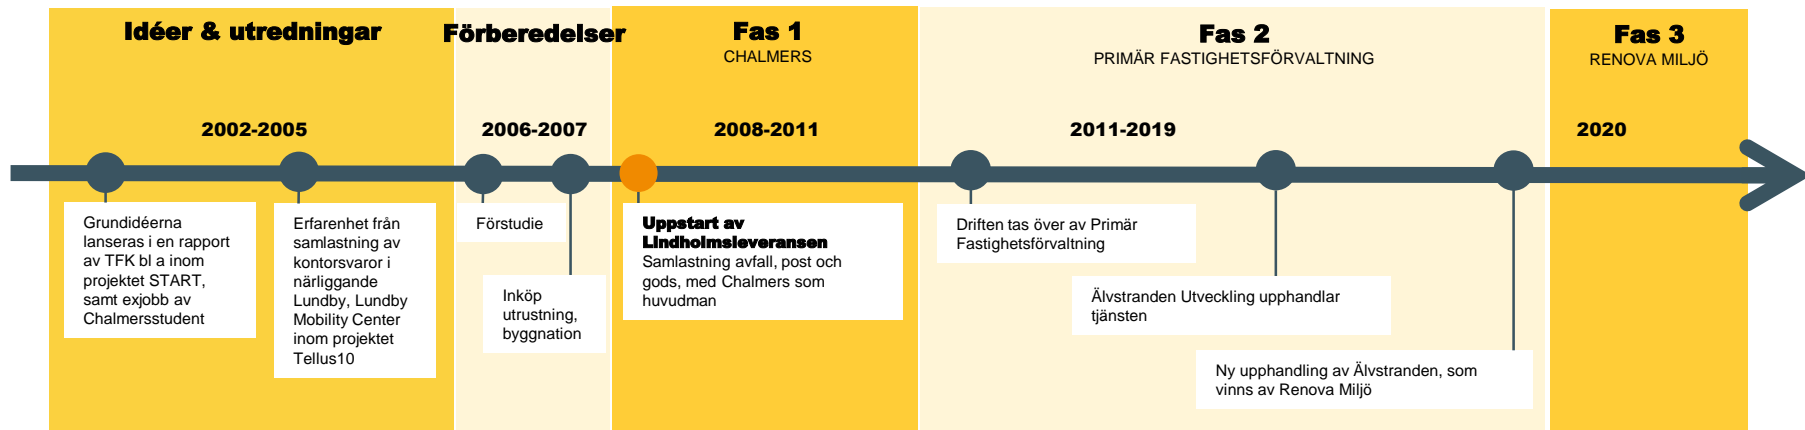 Idéer & utredningar
2002-2005
Grundidéerna
lanseras i en rapport
av TFK bl a inom
projektet START,
samt exjobb av
Chalmersstudent
Erfarenhet från
samlastning av
kontorsvaror i
närliggande
Lundby, Lundby
Mobility Center
inom projektet
Tellus10
Förberedelser
2006-2007
Förstudie
Inköp
utrustning,
byggnation
Fas 1
CHALMERS
2008-2011
Uppstart av
Lindholmsleveransen
Samlastning avfall, post och
gods, med Chalmers som
huvudman
Fas 2
PRIMÄR FASTIGHETSFÖRVALTNING
2011-2019
Driften tas över av Primär
Fastighetsförvaltning
Älvstranden Utveckling upphandlar
tjänsten
Ny upphandling av Älvstranden, som
vinns av Renova Miljö
Fas 3
RENOVA MILJÖ
2020